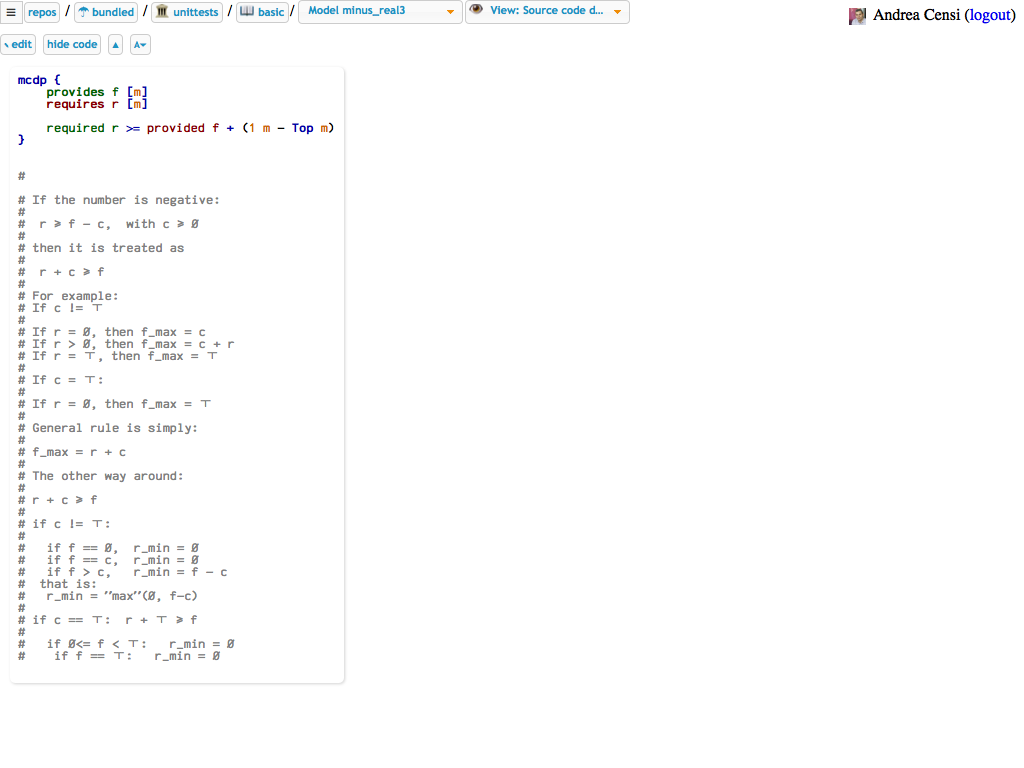 ☰ repos / bundled / unittests / basic / Model minus_real3 View: Source code d...
Andrea Censi (logout)
edit hide code ▲ A▾
mcdp {
    provides f [m]
    requires r [m]

    required r >= provided f + (1 m - Top m)
}

#

# If the number is negative:
#
#  r ≽ f - c,  with c ≽ 0
#
# then it is treated as
#
#  r + c ≽ f
#
# For example:
# If c != ⊤
#
# If r = 0, then f_max = c
# If r > 0, then f_max = c + r
# If r = ⊤, then f_max = ⊤
#
# If c = ⊤:
#
# If r = 0, then f_max = ⊤
#
# General rule is simply:
#
# f_max = r + c
#
# The other way around:
#
# r + c ≽ f
#
# if c != ⊤:
#
#   if f == 0,  r_min = 0
#   if f == c,  r_min = 0
#   if f > c,   r_min = f - c
#  that is:
#   r_min = ''max''(0, f-c)
#
# if c == ⊤:  r + ⊤ ≽ f
#
#   if 0<= f < ⊤:   r_min = 0
#    if f == ⊤:   r_min = 0